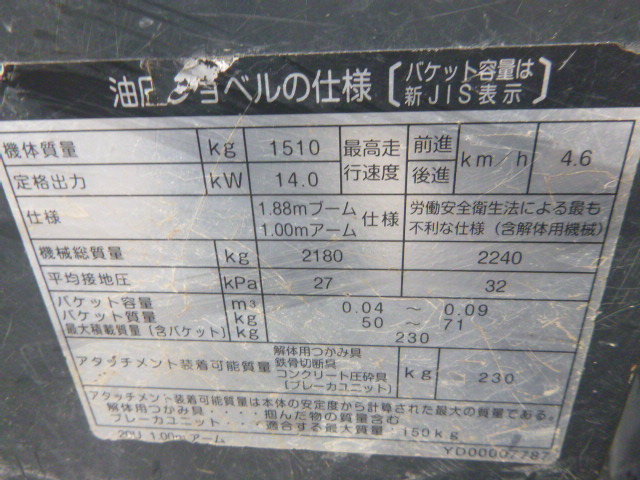 油圧ショベルの仕様 〔バケット容量は
新JIS表示〕
機体質量 kg 1510 最高走行速度 前進 後進 km/h 4.6
定格出力 kW 14.0
仕様 1.88mブーム 1.00mアーム 仕様 労働安全衛生法による最も
不利な仕様(含解体用機械)
機械総質量 kg 2180 2240
平均接地圧 kPa 27 32
バケット容量 m³ 0.04 ～ 0.09
バケット質量 kg 50 ～ 71
最大積載質量(含バケット) kg 230
アタッチメント装着可能質量 解体用つかみ具
鉄骨切断具
コンクリート圧砕具
(ブレーカユニット) kg 230
アタッチメント装着可能質量は本体の安定度から計算された最大の質量である。
解体用つかみ具・・・・掴んだ物の質量含む
ブレーカユニット・・・・適合する最大質量:150kg
20U 1.00mアーム YD00007787